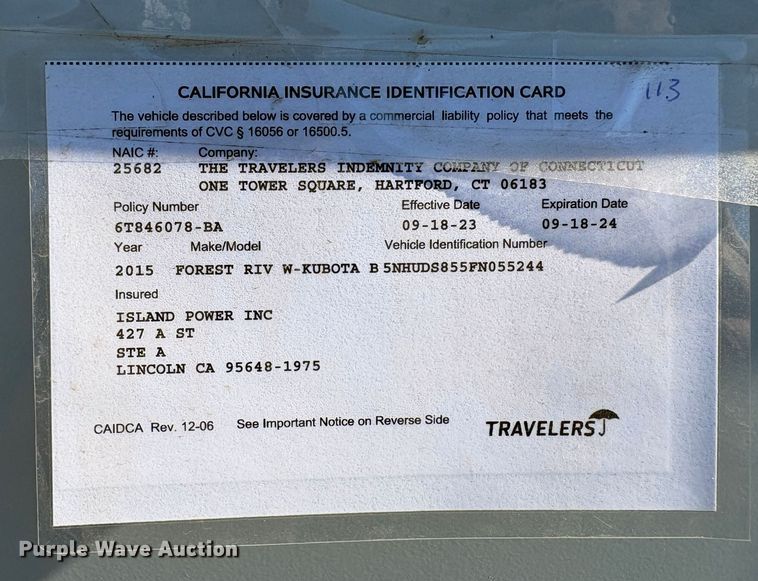 CALIFORNIA INSURANCE IDENTIFICATION CARD 113
The vehicle described below is covered by a commercial liability policy that meets the
requirements of CVC § 16056 or 16500.5.
NAIC #: Company:
25682 THE TRAVELERS INDEMNITY COMPANY OF CONNECTICUT
ONE TOWER SQUARE, HARTFORD, CT 06183
Policy Number Effective Date Expiration Date
6T846078-BA 09-18-23 09-18-24
Year Make/Model Vehicle Identification Number
2015 FOREST RIV W-KUBOTA B 5NHUDS855FN055244
Insured
ISLAND POWER INC
427 A ST
STE A
LINCOLN CA 95648-1975
CAIDCA Rev. 12-06 See Important Notice on Reverse Side TRAVELERS
Purple Wave Auction